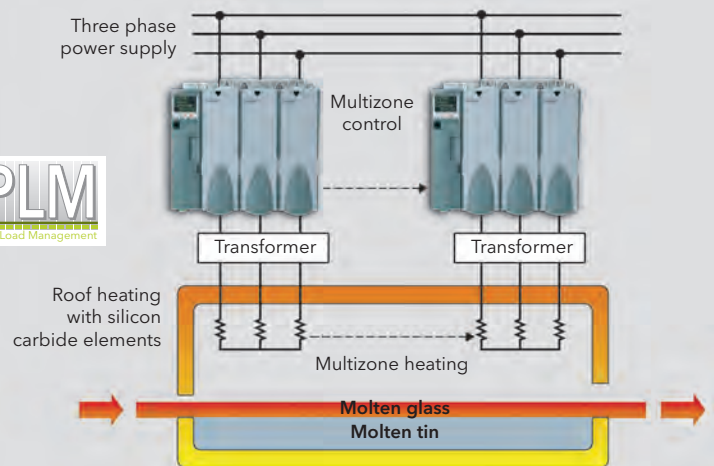 Three phase
power supply
Multizone
control
PLM
Load Management
Transformer
Transformer
Roof heating
with silicon
carbide elements
Multizone heating
Molten glass
Molten tin